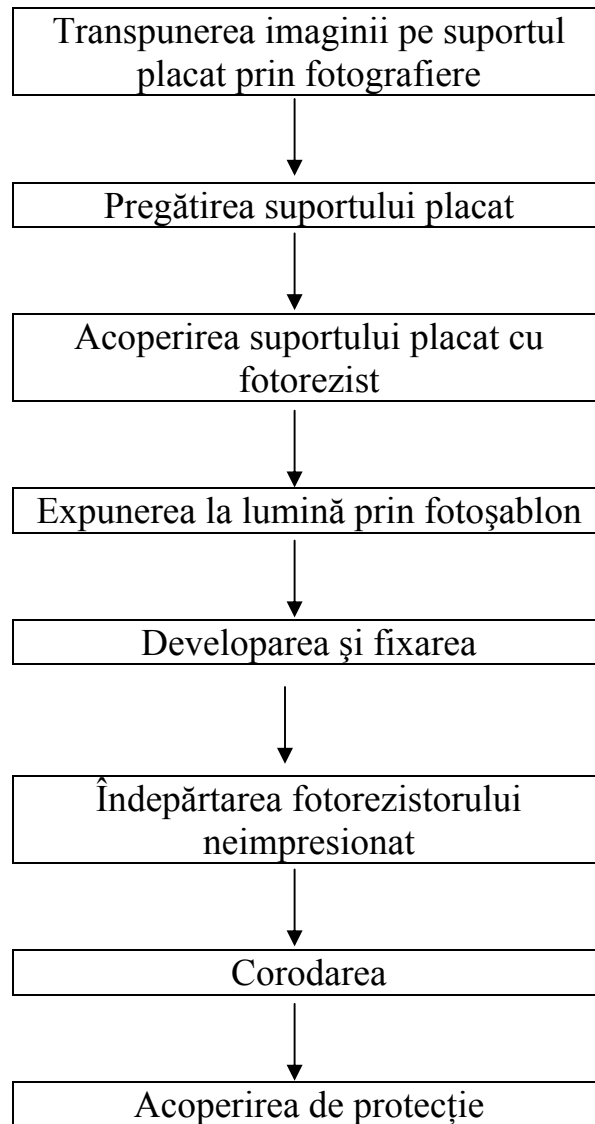 Transpunerea imaginii pe suportul
placat prin fotografiere
Pregătirea suportului placat
Acoperirea suportului placat cu
fotorezist
Expunerea la lumină prin fotoşablon
Developarea şi fixarea
Îndepărtarea fotorezistorului
neimpresionat
Corodarea
Acoperirea de protecţie